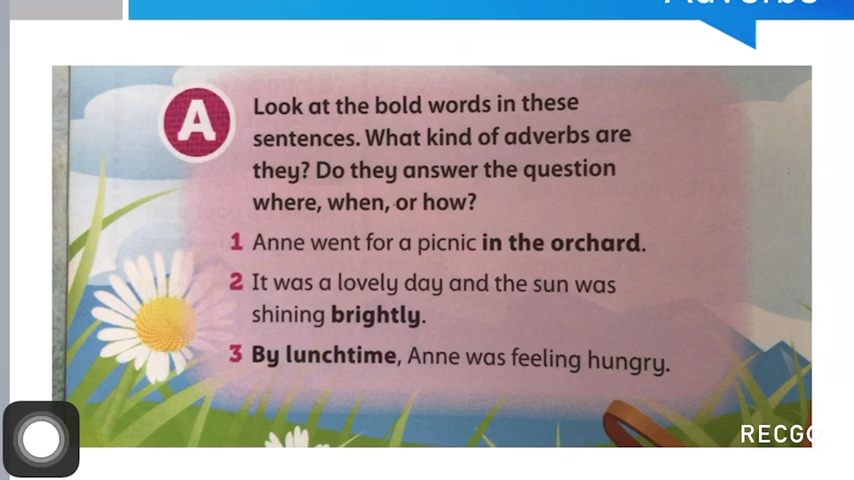 A
Look at the bold words in these
sentences. What kind of adverbs are
they? Do they answer the question
where, when, or how?
1 Anne went for a picnic in the orchard.
2 It was a lovely day and the sun was
shining brightly.
3 By lunchtime, Anne was feeling hungry.